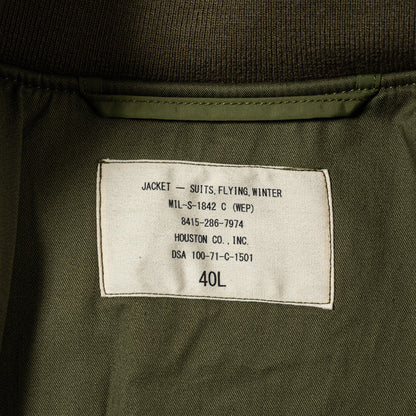 JACKET — SUITS, FLYING, WINTER
MIL-S-1842 C (WEP)
8415-286-7974
HOUSTON CO., INC.
DSA 100-71-C-1501
40L